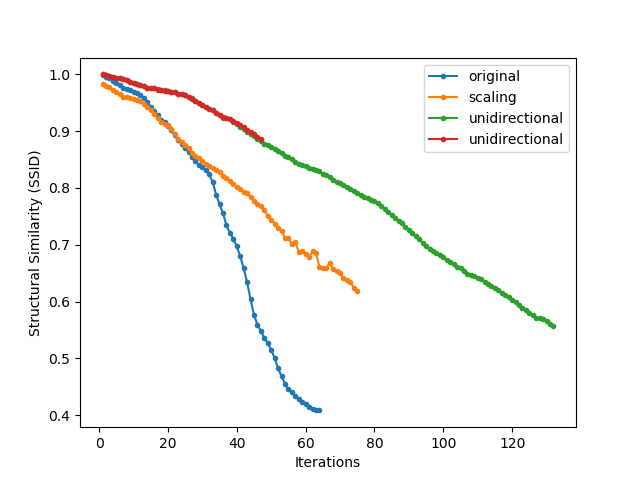 original
scaling
unidirectional
unidirectional
1.0
0.9
0.8
0.7
0.6
0.5
0.4
Structural Similarity (SSID)
0 20 40 60 80 100 120
Iterations